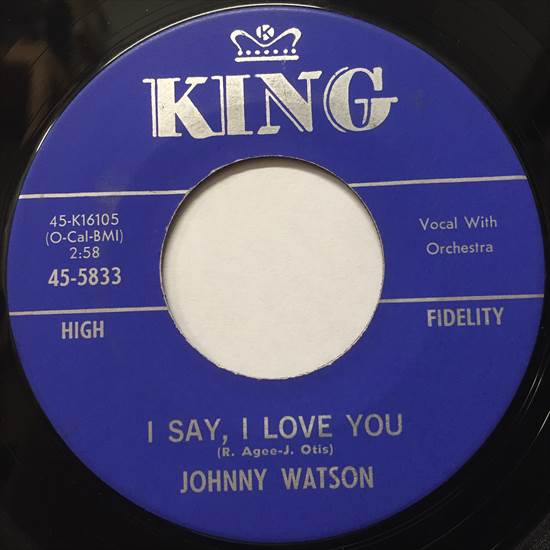 K
KING
45-K16105
(O-Cal-BMI)
2:58
45-5833
Vocal With
Orchestra
HIGH
FIDELITY
I SAY, I LOVE YOU
(R. Agee-J. Otis)
JOHNNY WATSON